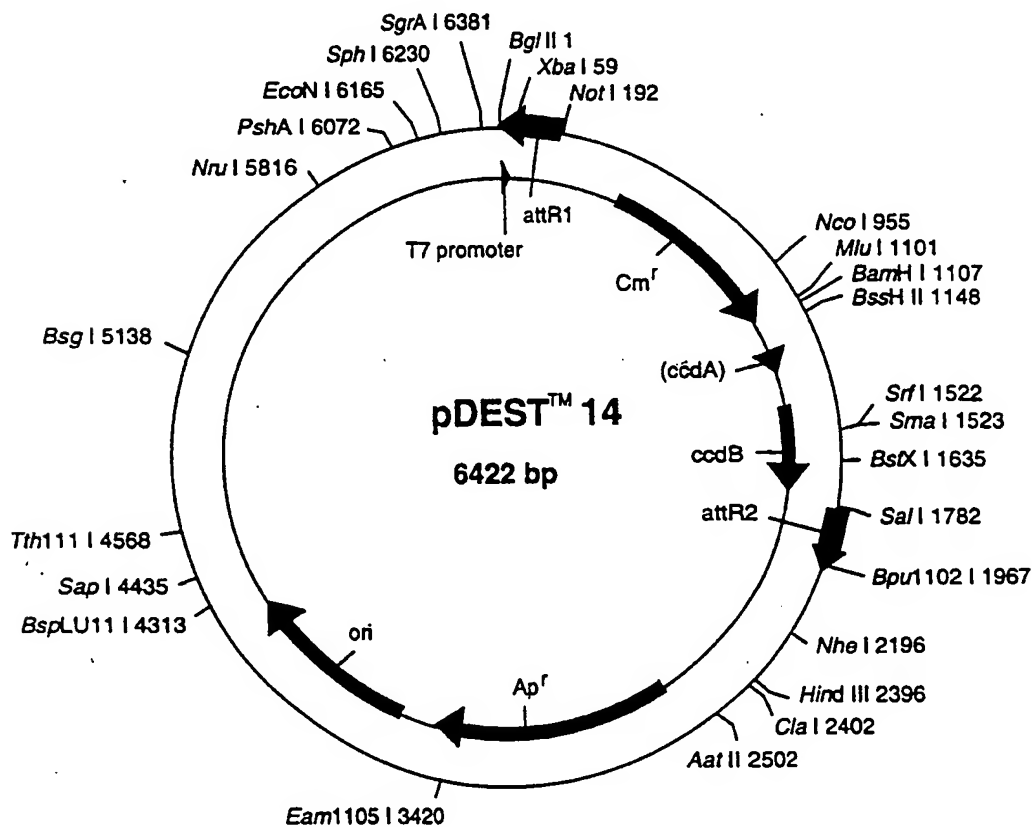 SgrA I 6381
Sph I 6230
EcoN I 6165
PshA I 6072
Nru I 5816
Bgl II 1
Xba I 59
Not I 192
attR1
T7 promoter
Cmr
Nco I 955
Mlu I 1101
BamH I 1107
BssH II 1148
Bsg I 5138
(ccdA)
pDEST™ 14
6422 bp
Srf I 1522
Sma I 1523
ccdB
BstX I 1635
attR2
Sal I 1782
Bpu1102 I 1967
Tth111 I 4568
Sap I 4435
BspLU11 I 4313
ori
Apr
Nhe I 2196
Hind III 2396
Cla I 2402
Aat II 2502
Eam1105 I 3420